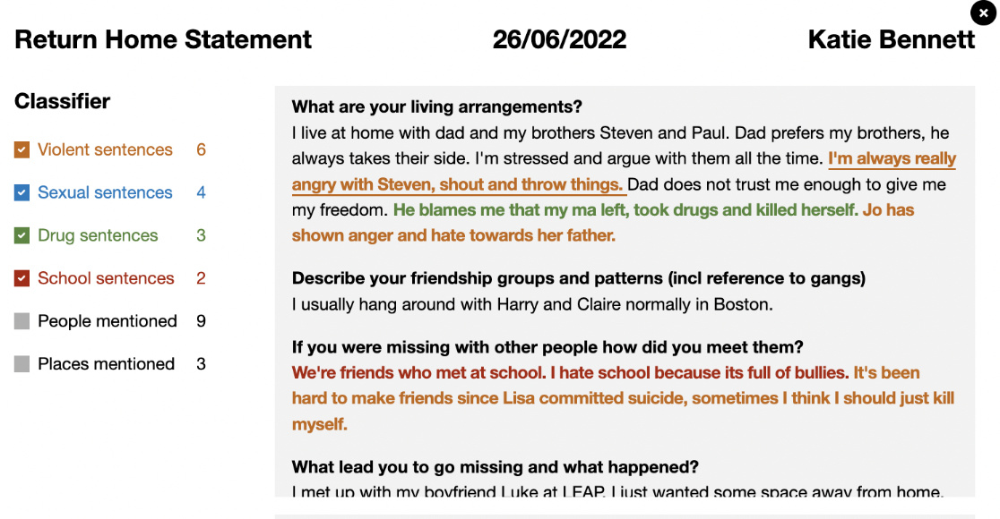 Return Home Statement
26/06/2022
Katie Bennett
Classifier
Violent sentences 6
Sexual sentences 4
Drug sentences 3
School sentences 2
People mentioned 9
Places mentioned 3
What are your living arrangements?
I live at home with dad and my brothers Steven and Paul. Dad prefers my brothers, he
always takes their side. I'm stressed and argue with them all the time. I'm always really
angry with Steven, shout and throw things. Dad does not trust me enough to give me
my freedom. He blames me that my ma left, took drugs and killed herself. Jo has
shown anger and hate towards her father.
Describe your friendship groups and patterns (incl reference to gangs)
I usually hang around with Harry and Claire normally in Boston.
If you were missing with other people how did you meet them?
We're friends who met at school. I hate school because its full of bullies. It's been
hard to make friends since Lisa committed suicide, sometimes I think I should just kill
myself.
What lead you to go missing and what happened?
I met up with my boyfriend Luke at LEAP. I just wanted some space away from home.